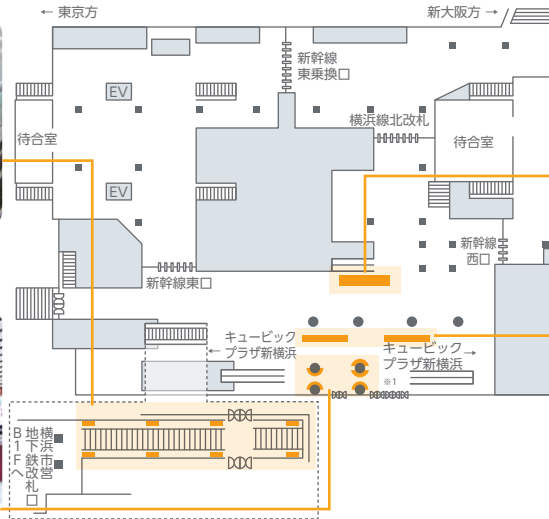 ← 東京方
新大阪方 →
新幹線
東乗換口
EV
横浜線北改札
待合室
待合室
EV
新幹線
西口
新幹線東口
キュービック
← プラザ新横浜
キュービック →
プラザ新横浜
※1
横浜市営
地下鉄改札口
B1Fへ